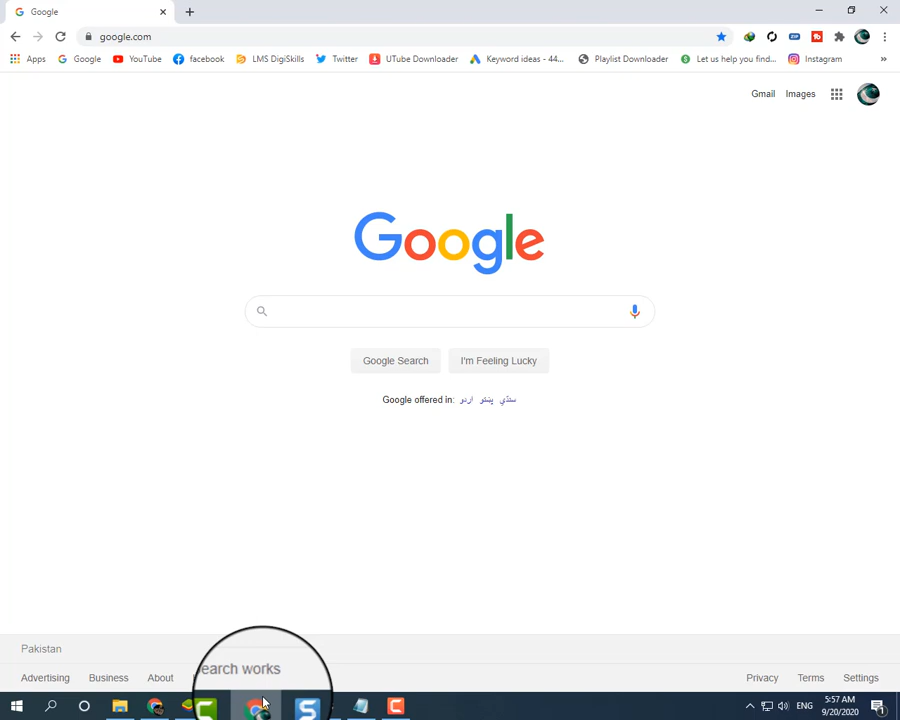 Google
google.com
Apps Google YouTube facebook LMS DigiSkills Twitter UTube Downloader Keyword ideas - 44... Playlist Downloader Let us help you find... Instagram »
Gmail Images
Google
Google Search I'm Feeling Lucky
Google offered in: اردو پښتو سنڌي
Pakistan
earch works
Advertising Business About Privacy Terms Settings
5:57 AM
ENG
9/20/2020